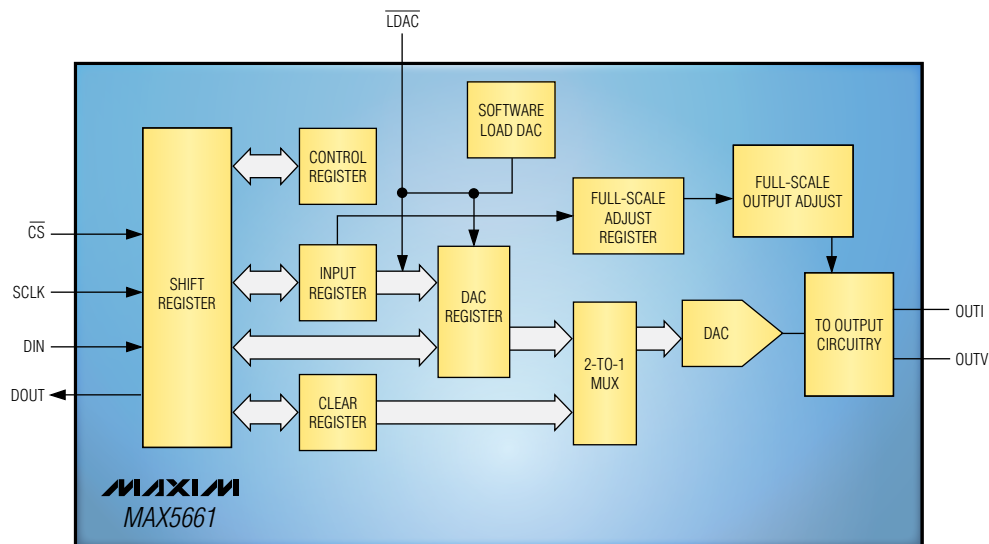 LDAC
SOFTWARE
LOAD DAC
CONTROL
REGISTER
FULL-SCALE
OUTPUT ADJUST
FULL-SCALE
ADJUST
REGISTER
CS
SCLK
DIN
DOUT
SHIFT
REGISTER
INPUT
REGISTER
DAC
REGISTER
2-TO-1
MUX
DAC
TO OUTPUT
CIRCUITRY
OUTI
OUTV
CLEAR
REGISTER
MAXIM
MAX5661